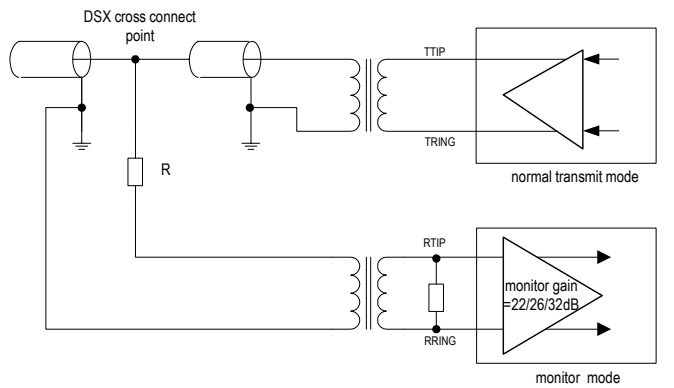 DSX cross connect
point
TTIP
TRING
normal transmit mode
R
RTIP
monitor gain
=22/26/32dB
RRING
monitor mode